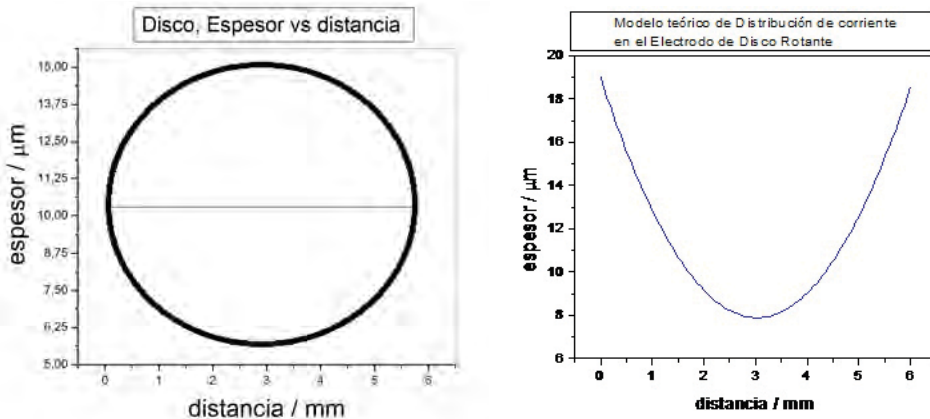 Disco, Espesor vs distancia
15,00
13,75
12,50
11,25
10,00
8,75
7,50
6,25
5,00
espesor / μm
0 1 2 3 4 5 6
distancia / mm
Modelo teórico de Distribución de corriente
en el Electrodo de Disco Rotante
20
18
16
14
12
10
8
6
espesor / μm
0 1 2 3 4 5 6
distancia / mm